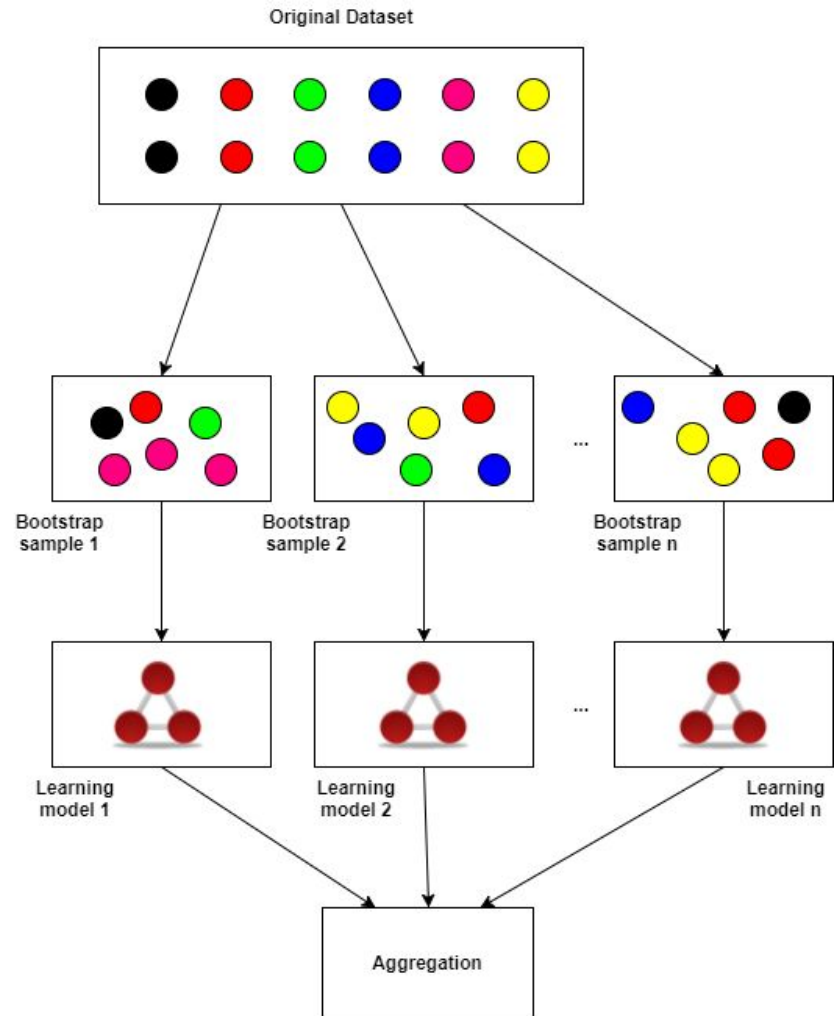 Original Dataset
...
Bootstrap
sample 1
Bootstrap
sample 2
Bootstrap
sample n
...
Learning
model 1
Learning
model 2
Learning
model n
Aggregation